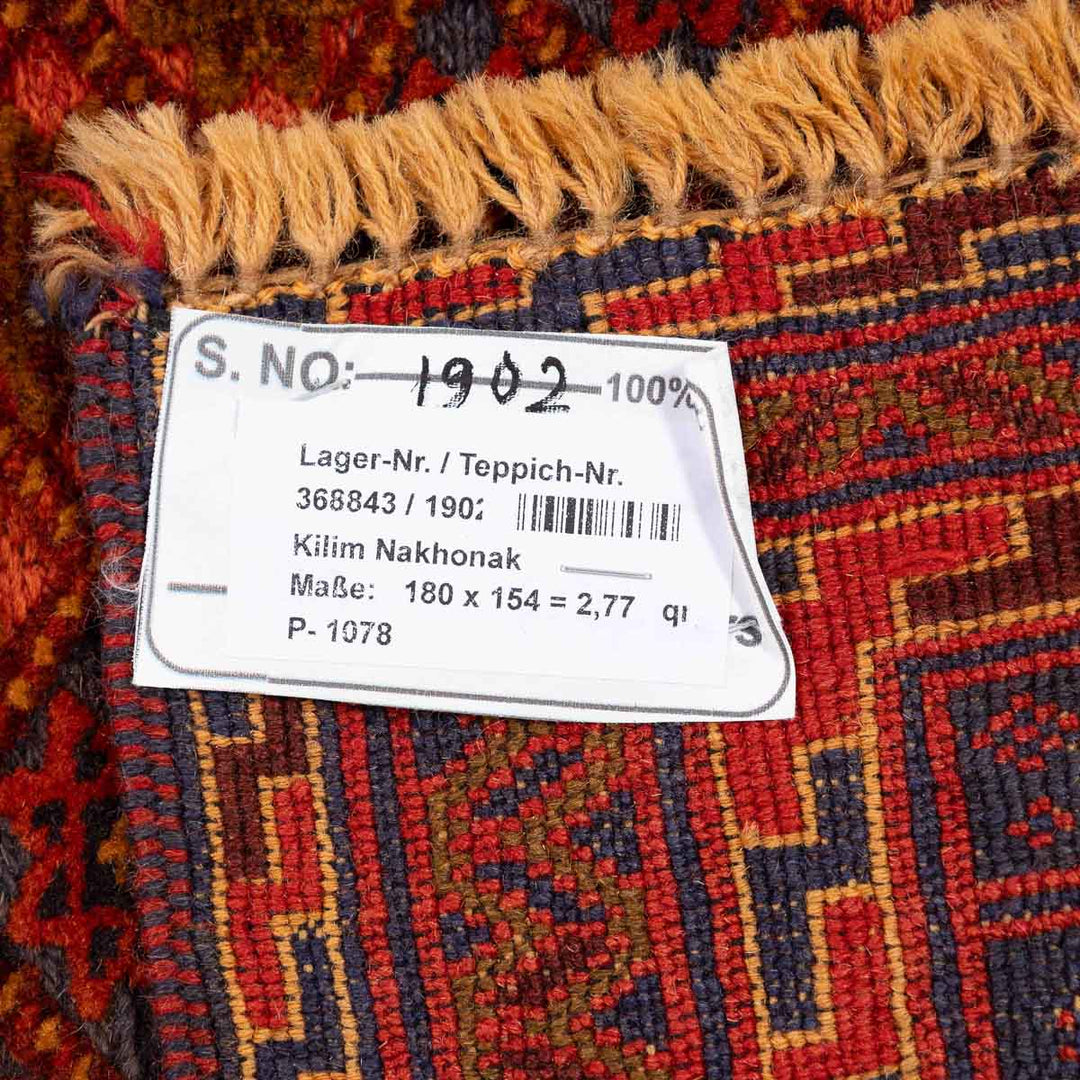 S. NO: 1902 100%
Lager-Nr. / Teppich-Nr.
368843 / 1902
Kilim Nakhonak
Maße: 180 x 154 = 2,77
P- 1078